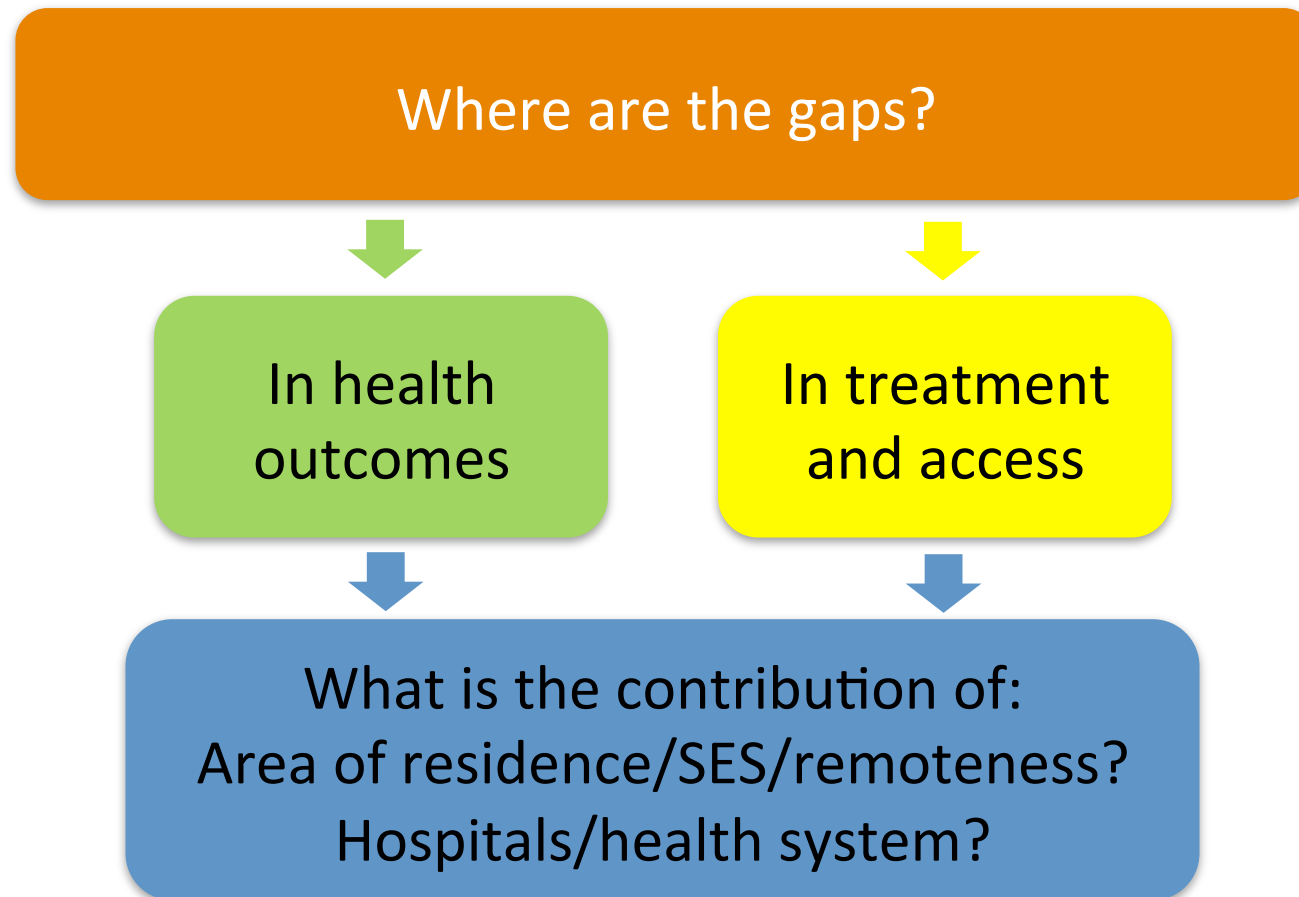 Where are the gaps?
In health
outcomes
In treatment
and access
What is the contribution of:
Area of residence/SES/remoteness?
Hospitals/health system?